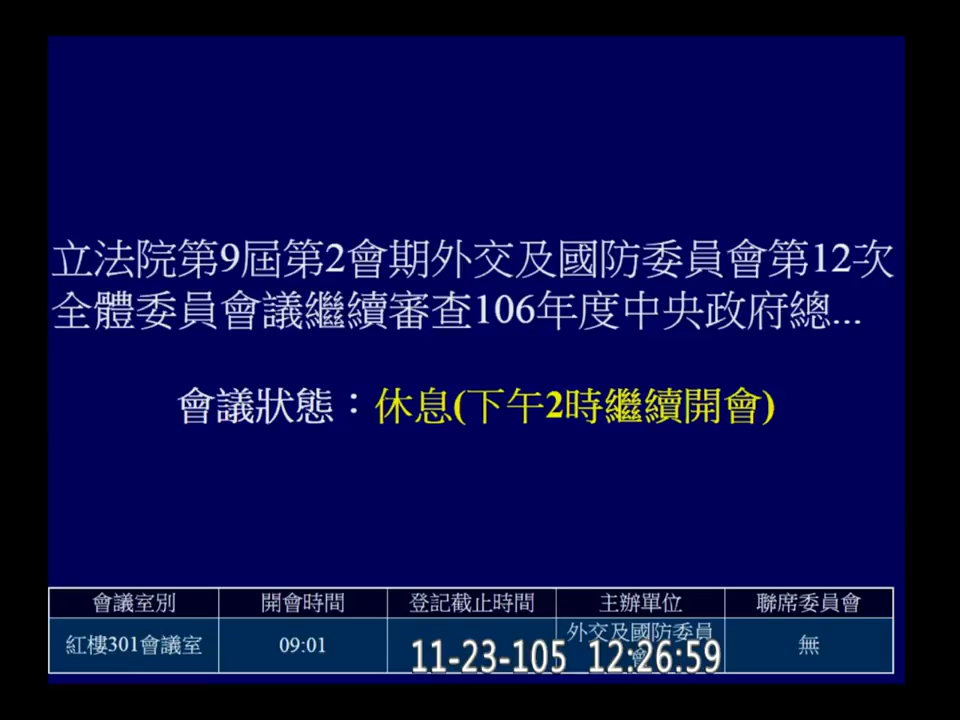 立法院第9屆第2會期外交及國防委員會第12次
全體委員會議繼續審查106年度中央政府總...
會議狀態：休息(下午2時繼續開會)
會議室別 開會時間 登記截止時間 主辦單位 聯席委員會
紅樓301會議室 09:01 外交及國防委員會 無
11-23-105 12:26:59